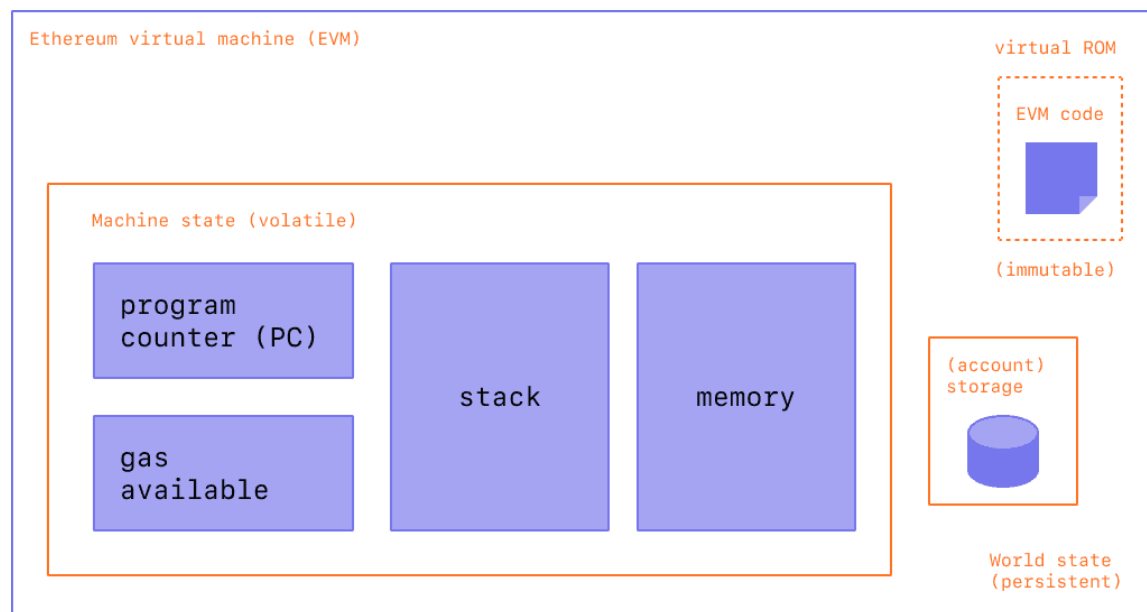 Ethereum virtual machine (EVM)
virtual ROM
EVM code
(immutable)
Machine state (volatile)
program
counter (PC)
gas
available
stack
memory
(account)
storage
World state
(persistent)